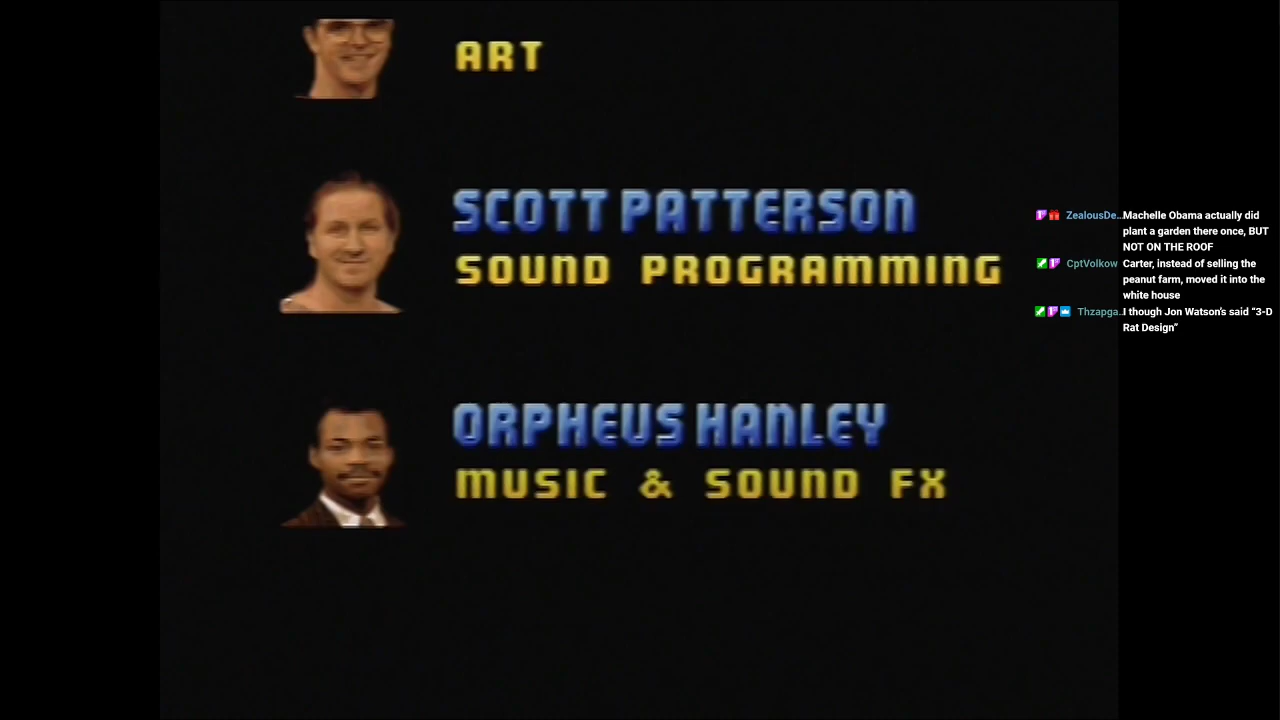 ART
SCOTT PATTERSON
SOUND PROGRAMMING
ORPHEUS HANLEY
MUSIC & SOUND FX
ZealousDe.. Machelle Obama actually did
plant a garden there once, BUT
NOT ON THE ROOF
CptVolkow Carter, instead of selling the
peanut farm, moved it into the
white house
Thzapga.. I though Jon Watson's said “3-D
Rat Design”